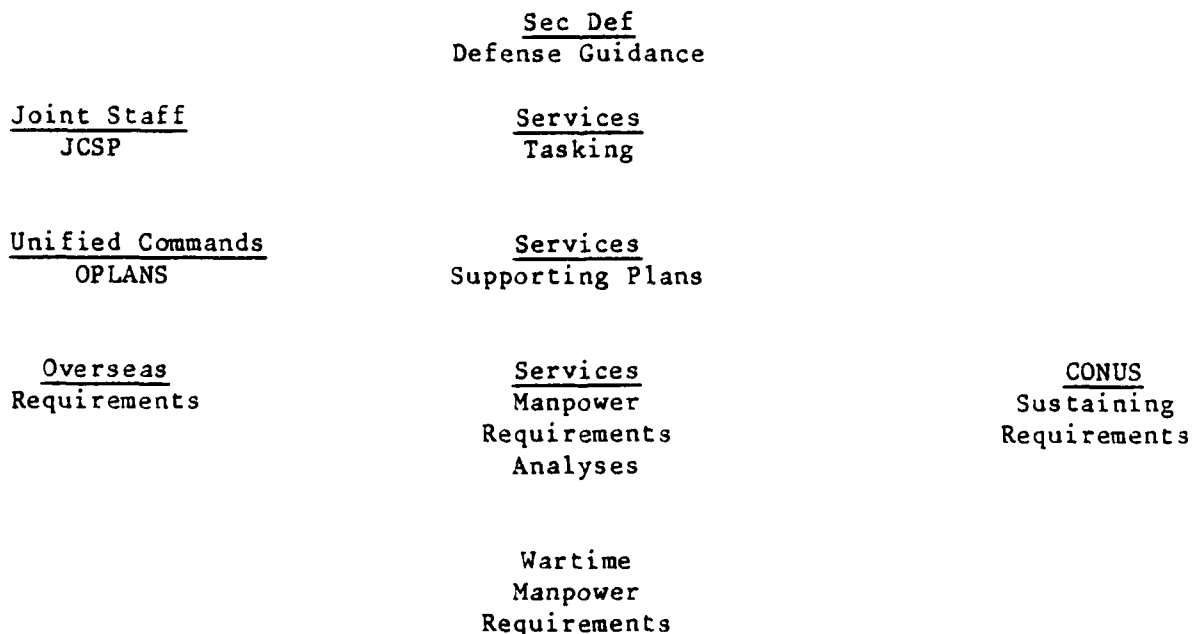 Sec Def
Defense Guidance
Joint Staff
JCSP
Services
Tasking
Unified Commands
OPLANS
Services
Supporting Plans
Overseas
Requirements
Services
Manpower
Requirements
Analyses
CONUS
Sustaining
Requirements
Wartime
Manpower
Requirements